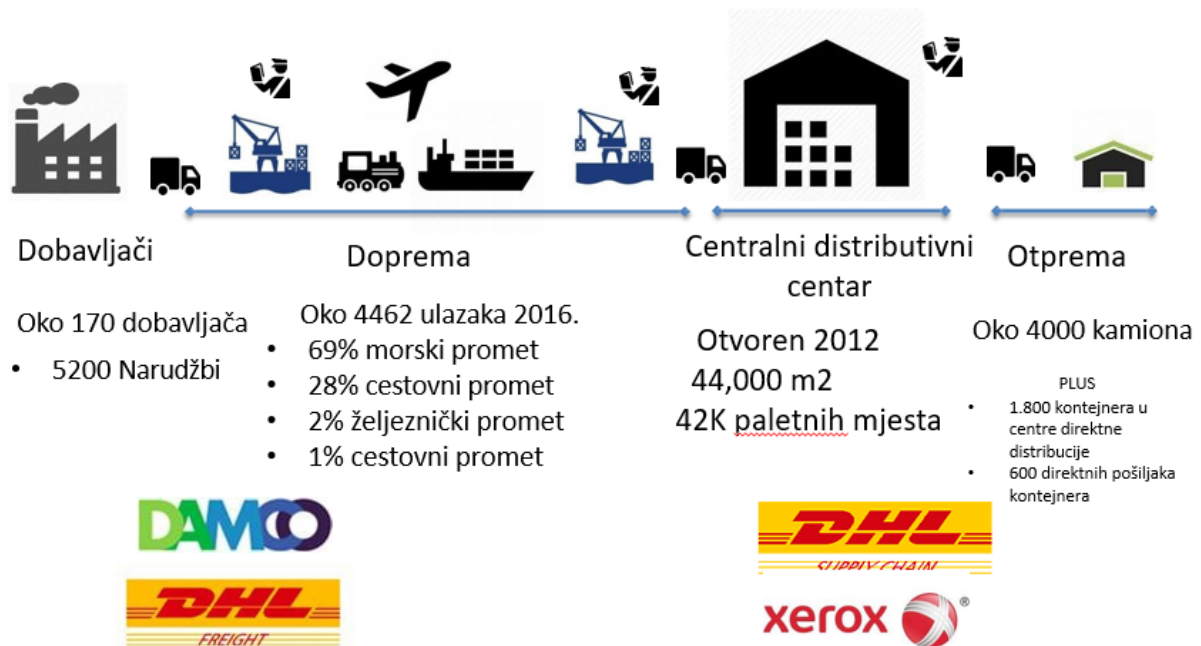 Dobavljači
Oko 170 dobavljača
• 5200 Narudžbi
Doprema
Oko 4462 ulazaka 2016.
• 69% morski promet
• 28% cestovni promet
• 2% željeznički promet
• 1% cestovni promet
Centralni distributivni
centar
Otvoren 2012
44,000 m2
42K paletnih mjesta
Otprema
Oko 4000 kamiona
PLUS
• 1.800 kontejnera u
centre direktne
distribucije
• 600 direktnih pošiljaka
kontejnera
DAMCO
DHL
FREIGHT
DHL
SUPPLY CHAIN
xerox ®